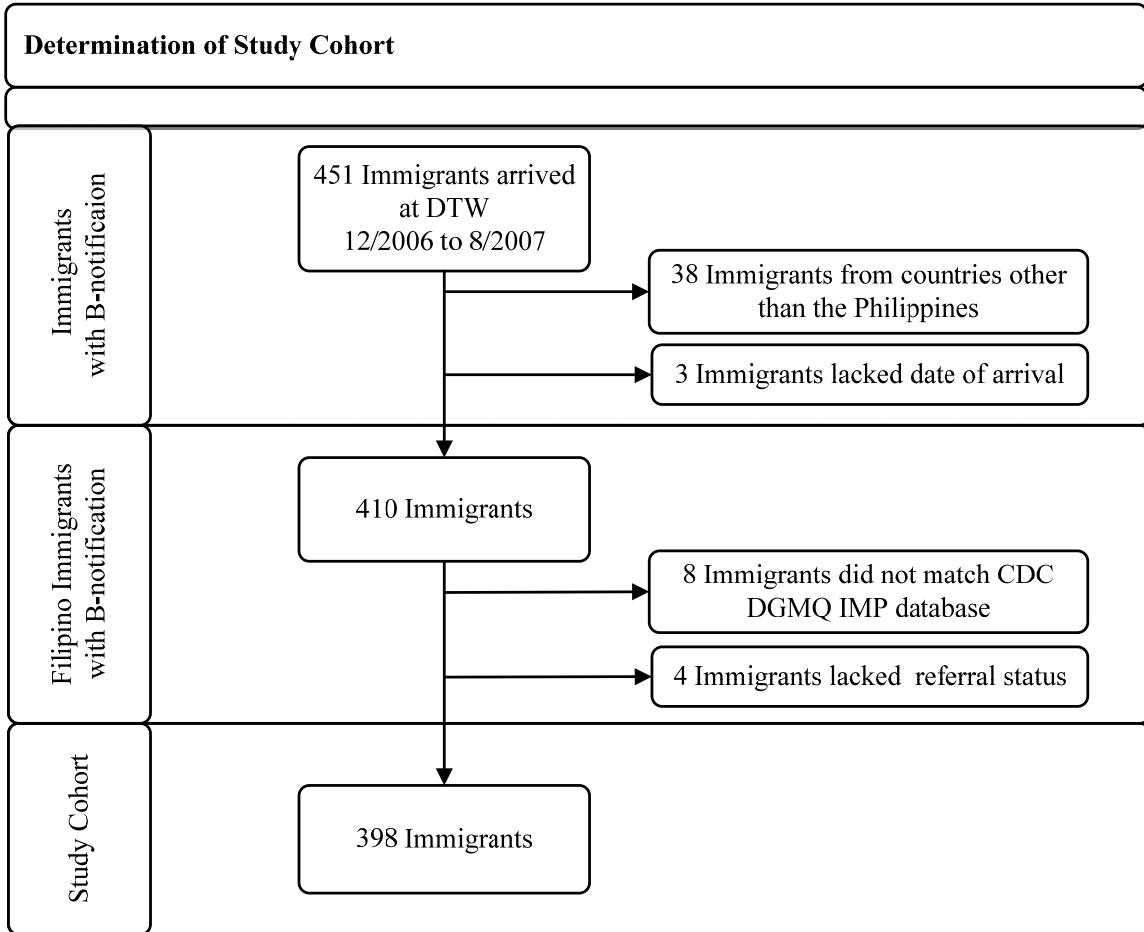 Determination of Study Cohort
Immigrants
with B-notificaion
451 Immigrants arrived
at DTW
12/2006 to 8/2007
38 Immigrants from countries other
than the Philippines
3 Immigrants lacked date of arrival
Filipino Immigrants
with B-notification
410 Immigrants
8 Immigrants did not match CDC
DGMQ IMP database
4 Immigrants lacked  referral status
Study Cohort
398 Immigrants